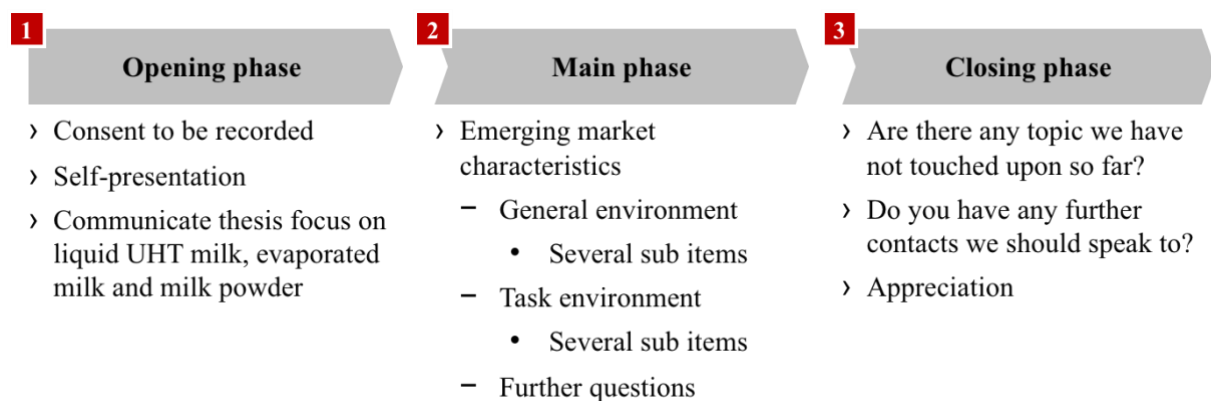 1
Opening phase
› Consent to be recorded
› Self-presentation
› Communicate thesis focus on
liquid UHT milk, evaporated
milk and milk powder
2
Main phase
› Emerging market
characteristics
– General environment
• Several sub items
– Task environment
• Several sub items
– Further questions
3
Closing phase
› Are there any topic we have
not touched upon so far?
› Do you have any further
contacts we should speak to?
› Appreciation